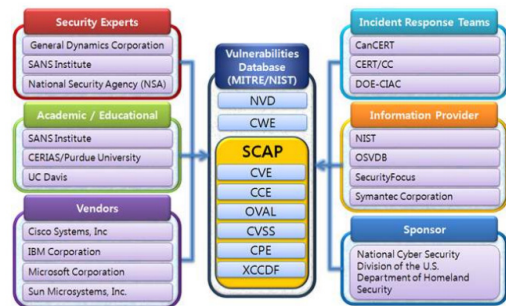 Security Experts
General Dynamics Corporation
SANS Institute
National Security Agency (NSA)
Academic / Educational
SANS Institute
CERIAS/Purdue University
UC Davis
Vendors
Cisco Systems, Inc
IBM Corporation
Microsoft Corporation
Sun Microsystems, Inc.
Vulnerabilities
Database
(MITRE/NIST)
NVD
CWE
SCAP
CVE
CCE
OVAL
CVSS
CPE
XCCDF
Incident Response Teams
CanCERT
CERT/CC
DOE-CIAC
Information Provider
NIST
OSVDB
SecurityFocus
Symantec Corporation
Sponsor
National Cyber Security
Division of the U.S.
Department of Homeland
Security